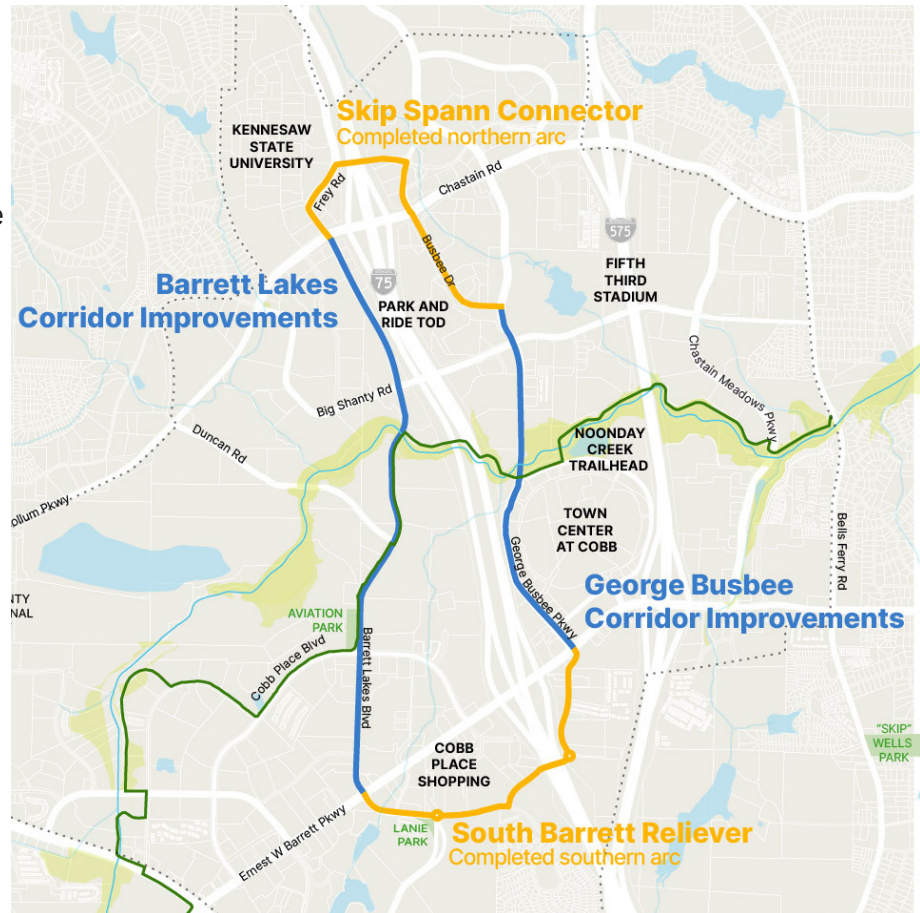 Skip Spann Connector
Completed northern arc
KENNESAW
STATE
UNIVERSITY
Chastain Rd
Frey Rd
e
Busbee Dr
575
75
FIFTH
THIRD
STADIUM
Barrett Lakes
Corridor Improvements
PARK AND
RIDE TOD
Chastain Meadows Pkwy
Big Shanty Rd
Duncan Rd
NOONDAY
CREEK
TRAILHEAD
ollum Pkwy
TOWN
CENTER
AT COBB
Bells Ferry Rd
George Busbee Pkwy
George Busbee
Corridor Improvements
NTY
NAL
AVIATION
PARK
Cobb Place Blvd
Barrett Lakes Blvd
"SKIP"
WELLS
PARK
COBB
PLACE
SHOPPING
Ernest W Barrett Pkwy
LANIE
PARK
South Barrett Reliever
Completed southern arc